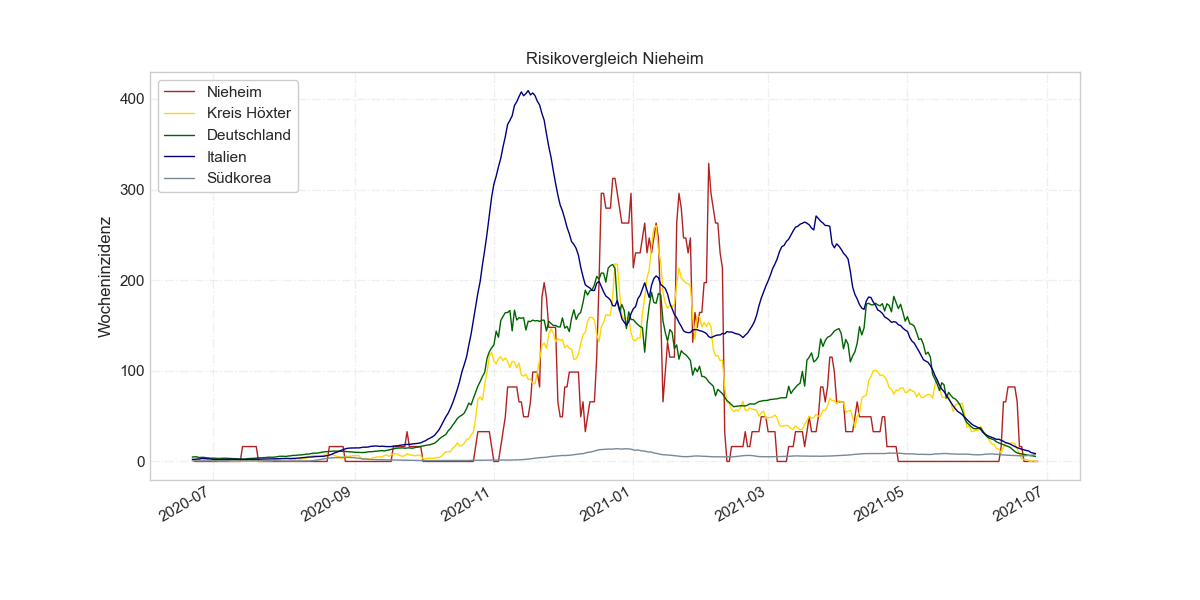 Risikovergleich Nieheim
Wocheninzidenz
400
300
200
100
0
Nieheim
Kreis Höxter
Deutschland
Italien
Südkorea
2020-07
2020-09
2020-11
2021-01
2021-03
2021-05
2021-07